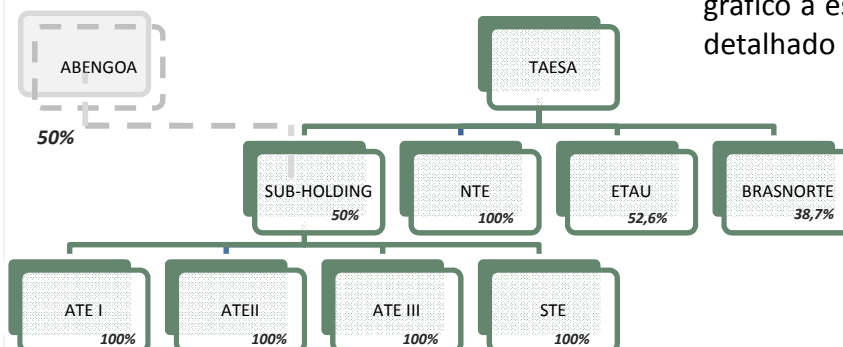 gráfico a es
detalhado
ABENGOA
TAESA
50%
SUB-HOLDING
50%
NTE
100%
ETAU
52,6%
BRASNORTE
38,7%
ATE I
100%
ATEII
100%
ATE III
100%
STE
100%